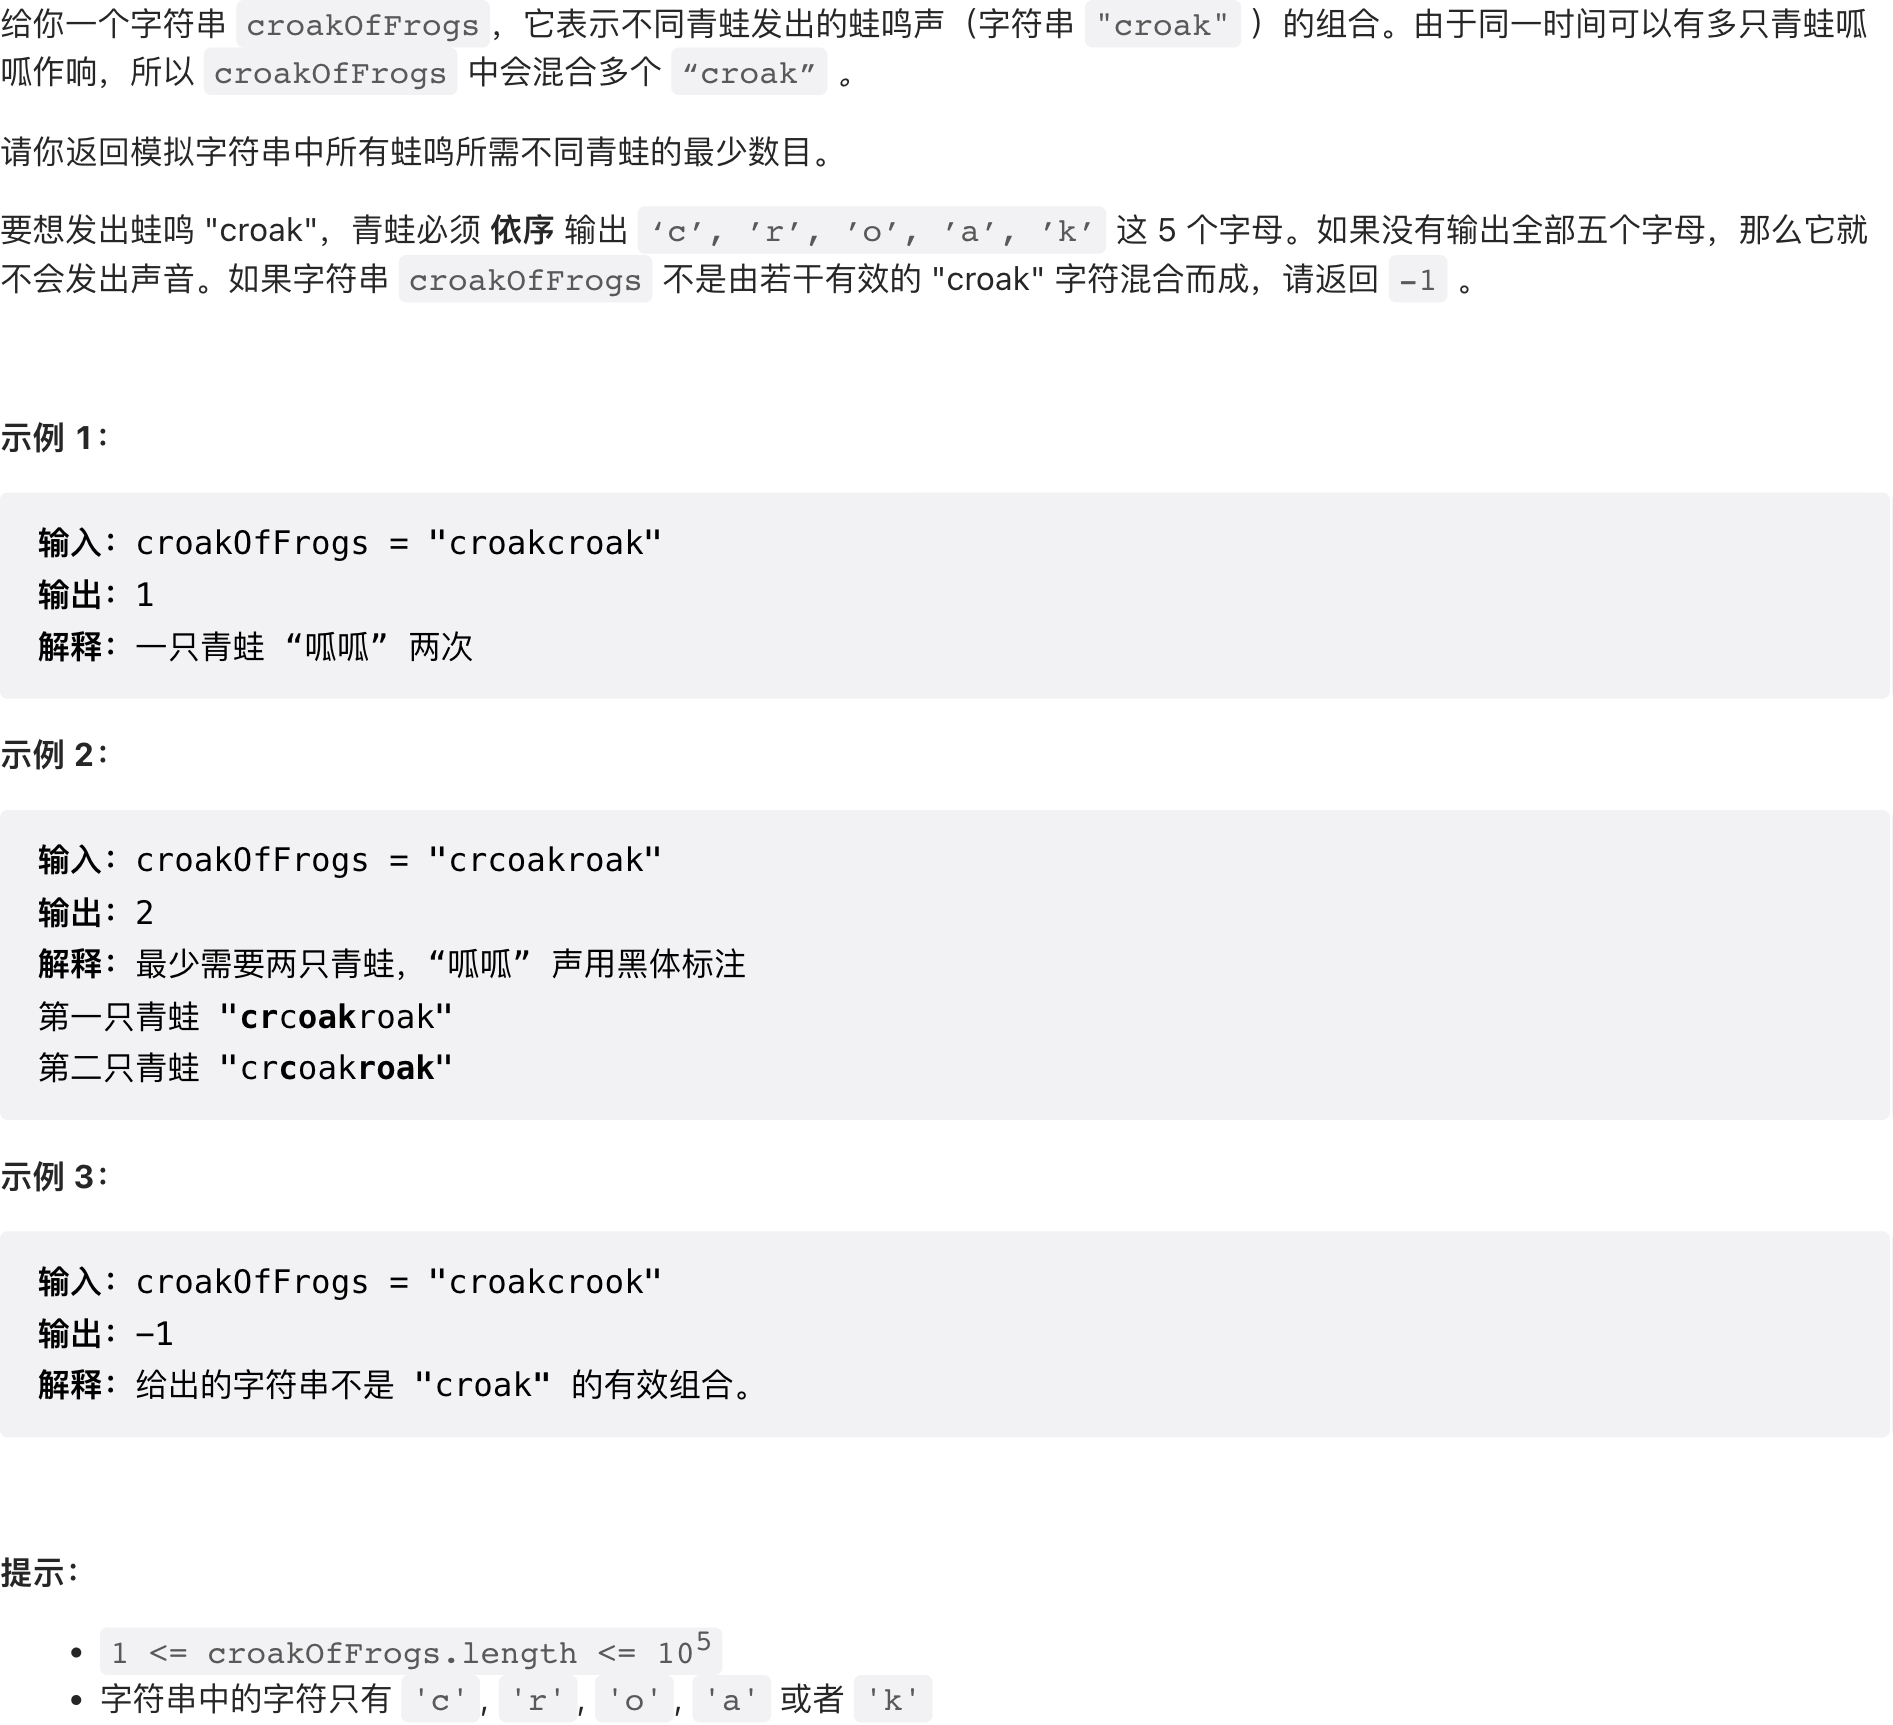 给你一个字符串 croakOfFrogs，它表示不同青蛙发出的蛙鸣声（字符串 "croak" ）的组合。由于同一时间可以有多只青蛙呱
呱作响，所以 croakOfFrogs 中会混合多个 “croak” 。
请你返回模拟字符串中所有蛙鸣所需不同青蛙的最少数目。
要想发出蛙鸣 "croak"，青蛙必须 依序 输出 ‘c’, ’r’, ’o’, ’a’, ’k’ 这 5 个字母。如果没有输出全部五个字母，那么它就
不会发出声音。如果字符串 croakOfFrogs 不是由若干有效的 "croak" 字符混合而成，请返回 -1 。
示例 1：
输入：croakOfFrogs = "croakcroak"
输出：1
解释：一只青蛙 “呱呱” 两次
示例 2：
输入：croakOfFrogs = "crcoakroak"
输出：2
解释：最少需要两只青蛙，“呱呱” 声用黑体标注
第一只青蛙 "crcoakroak"
第二只青蛙 "crcoakroak"
示例 3：
输入：croakOfFrogs = "croakcrook"
输出：-1
解释：给出的字符串不是 "croak" 的有效组合。
提示：
• 1 <= croakOfFrogs.length <= 10⁵
• 字符串中的字符只有 'c', 'r', 'o', 'a' 或者 'k'